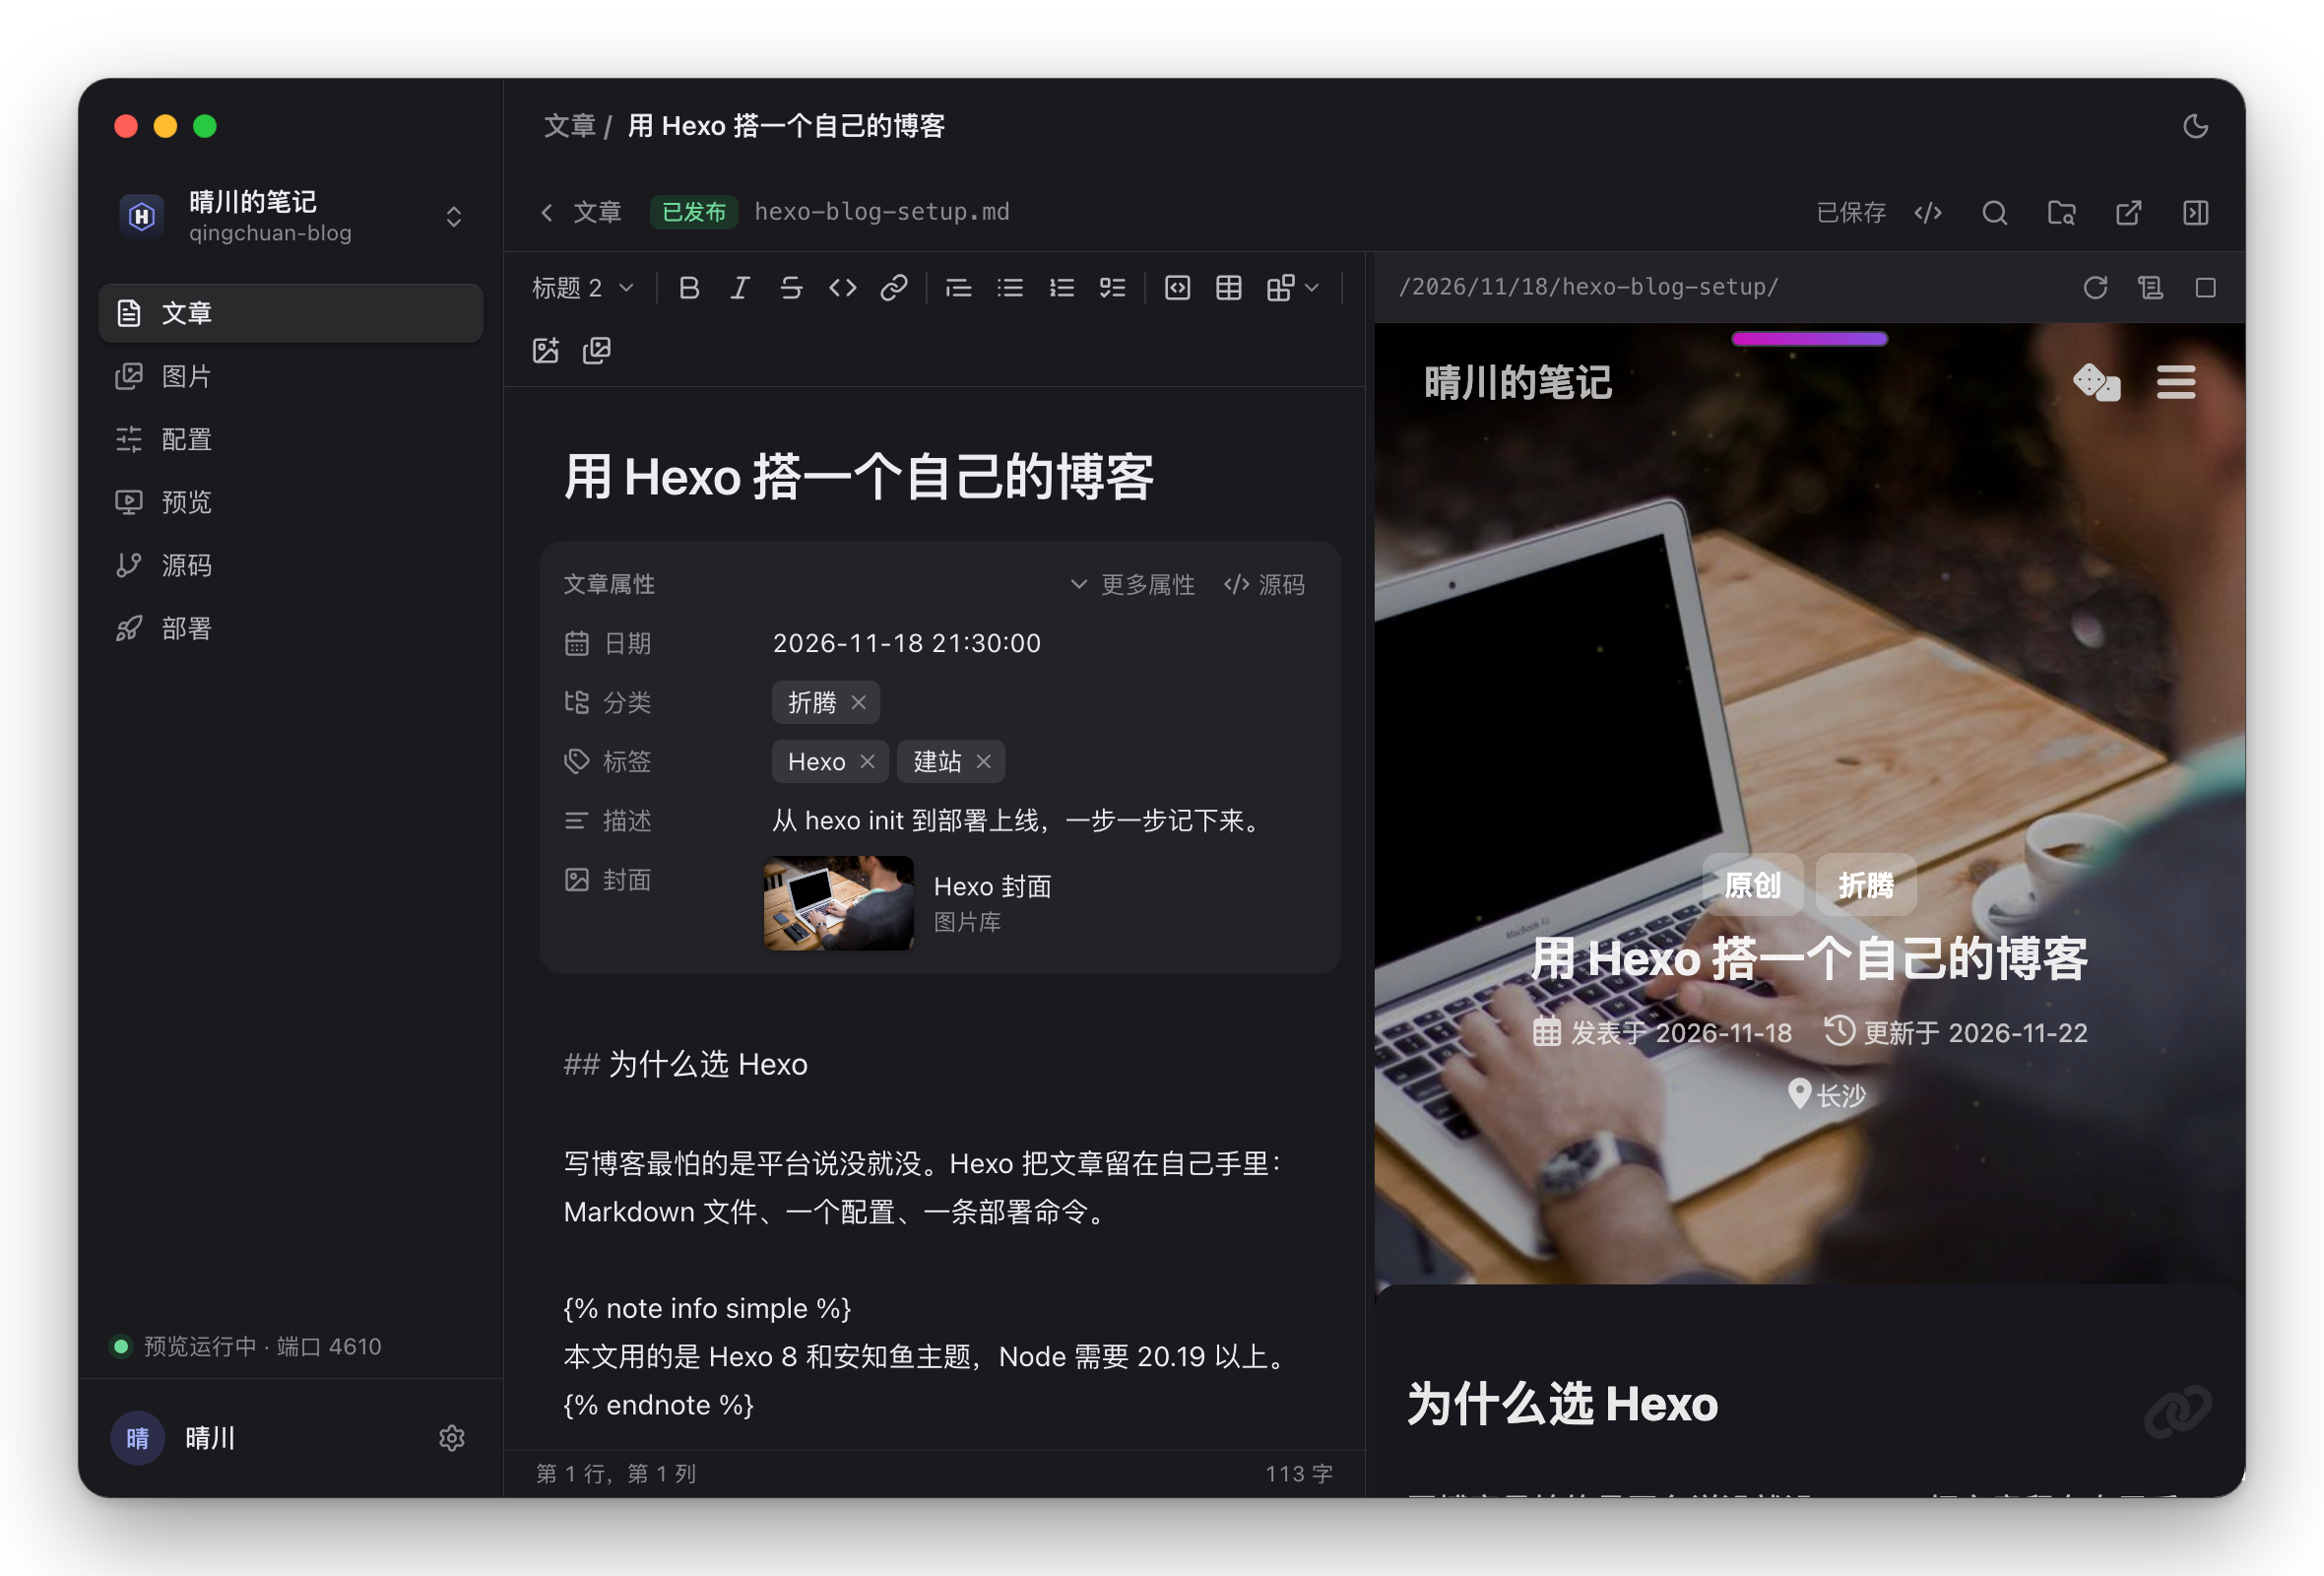 文章 / 用 Hexo 搭一个自己的博客
晴川的笔记
qingchuan-blog
文章
图片
配置
预览
源码
部署
预览运行中 · 端口 4610
晴 晴川
文章 已发布 hexo-blog-setup.md 已保存
标题 2
用 Hexo 搭一个自己的博客
文章属性 更多属性 源码
日期 2026-11-18 21:30:00
分类 折腾
标签 Hexo 建站
描述 从 hexo init 到部署上线，一步一步记下来。
封面 Hexo 封面
图片库
## 为什么选 Hexo
写博客最怕的是平台说没就没。Hexo 把文章留在自己手里：
Markdown 文件、一个配置、一条部署命令。
{% note info simple %}
本文用的是 Hexo 8 和安知鱼主题，Node 需要 20.19 以上。
{% endnote %}
第 1 行，第 1 列 113 字
/2026/11/18/hexo-blog-setup/
晴川的笔记
MacBook Air
原创 折腾
用 Hexo 搭一个自己的博客
发表于 2026-11-18 更新于 2026-11-22
长沙
为什么选 Hexo